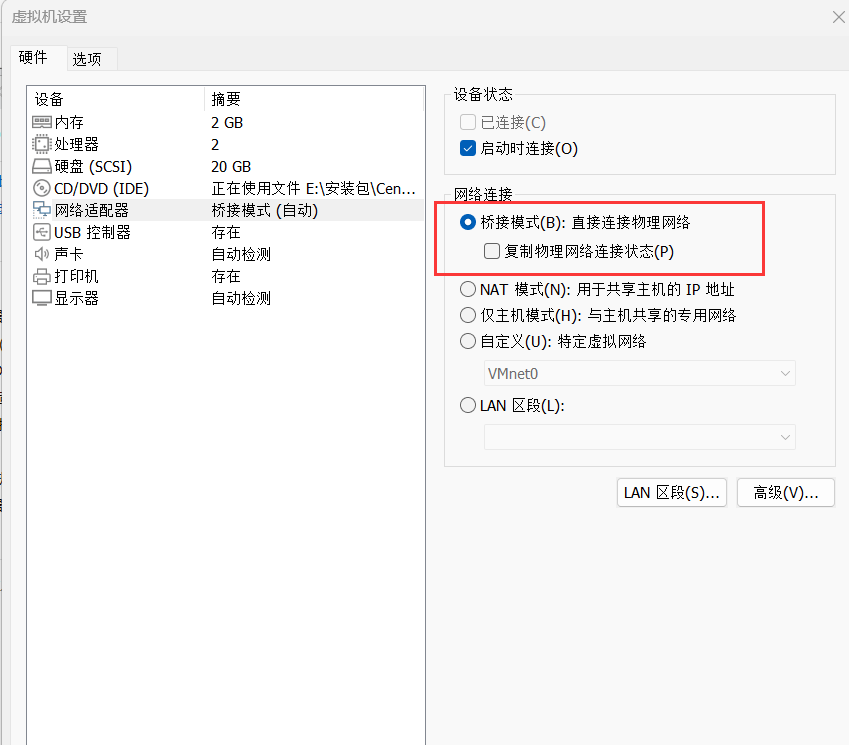 虚拟机设置
硬件 选项
设备 摘要
内存 2 GB
处理器 2
硬盘 (SCSI) 20 GB
CD/DVD (IDE) 正在使用文件 E:\安装包\Cen...
网络适配器 桥接模式 (自动)
USB 控制器 存在
声卡 自动检测
打印机 存在
显示器 自动检测
设备状态
已连接(C)
启动时连接(O)
网络连接
桥接模式(B): 直接连接物理网络
复制物理网络连接状态(P)
NAT 模式(N): 用于共享主机的 IP 地址
仅主机模式(H): 与主机共享的专用网络
自定义(U): 特定虚拟网络
VMnet0
LAN 区段(L):
LAN 区段(S)... 高级(V)...